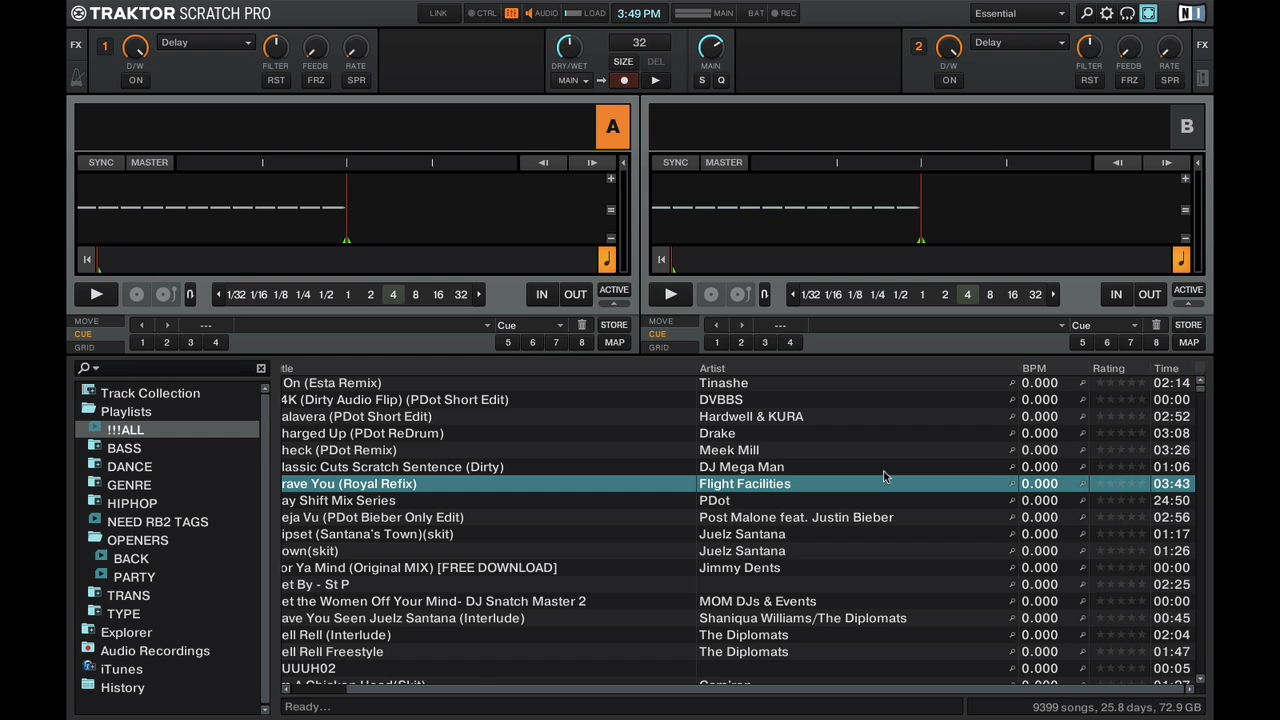 TRAKTOR SCRATCH PRO
LINK
CTRL
AUDIO
LOAD
3:49 PM
MAIN
BAT
REC
Essential
FX
1
Delay
D/W
FILTER
FEEDB
RATE
ON
RST
FRZ
SPR
DRY/WET
32
SIZE
DEL
MAIN
MAIN
S
Q
2
Delay
FX
D/W
FILTER
FEEDB
RATE
ON
RST
FRZ
SPR
A
SYNC
MASTER
1/32 1/16 1/8 1/4 1/2 1 2 4 8 16 32
IN
OUT
ACTIVE
MOVE
CUE
GRID
---
Cue
STORE
1 2 3 4
5 6 7 8
MAP
B
SYNC
MASTER
1/32 1/16 1/8 1/4 1/2 1 2 4 8 16 32
IN
OUT
ACTIVE
MOVE
CUE
GRID
---
Cue
STORE
1 2 3 4
5 6 7 8
MAP
Track Collection
Playlists
!!!ALL
BASS
DANCE
GENRE
HIPHOP
NEED RB2 TAGS
OPENERS
BACK
PARTY
TRANS
TYPE
Explorer
Audio Recordings
iTunes
History
tle Artist BPM Rating Time
On (Esta Remix) Tinashe 0.000 02:14
4K (Dirty Audio Flip) (PDot Short Edit) DVBBS 0.000 00:00
alavera (PDot Short Edit) Hardwell & KURA 0.000 02:52
harged Up (PDot ReDrum) Drake 0.000 03:08
heck (PDot Remix) Meek Mill 0.000 03:26
lassic Cuts Scratch Sentence (Dirty) DJ Mega Man 0.000 01:06
rave You (Royal Refix) Flight Facilities 0.000 03:43
ay Shift Mix Series PDot 0.000 24:50
eja Vu (PDot Bieber Only Edit) Post Malone feat. Justin Bieber 0.000 02:56
ipset (Santana's Town)(skit) Juelz Santana 0.000 01:17
own(skit) Juelz Santana 0.000 01:26
or Ya Mind (Original MIX) [FREE DOWNLOAD] Jimmy Dents 0.000 00:00
et By - St P 0.000 02:25
et the Women Off Your Mind- DJ Snatch Master 2 MOM DJs & Events 0.000 00:00
ave You Seen Juelz Santana (Interlude) Shaniqua Williams/The Diplomats 0.000 00:45
ell Rell (Interlude) The Diplomats 0.000 02:04
ell Rell Freestyle The Diplomats 0.000 01:47
UUUH02 0.000 00:05
Ready...
9399 songs, 25.8 days, 72.9 GB